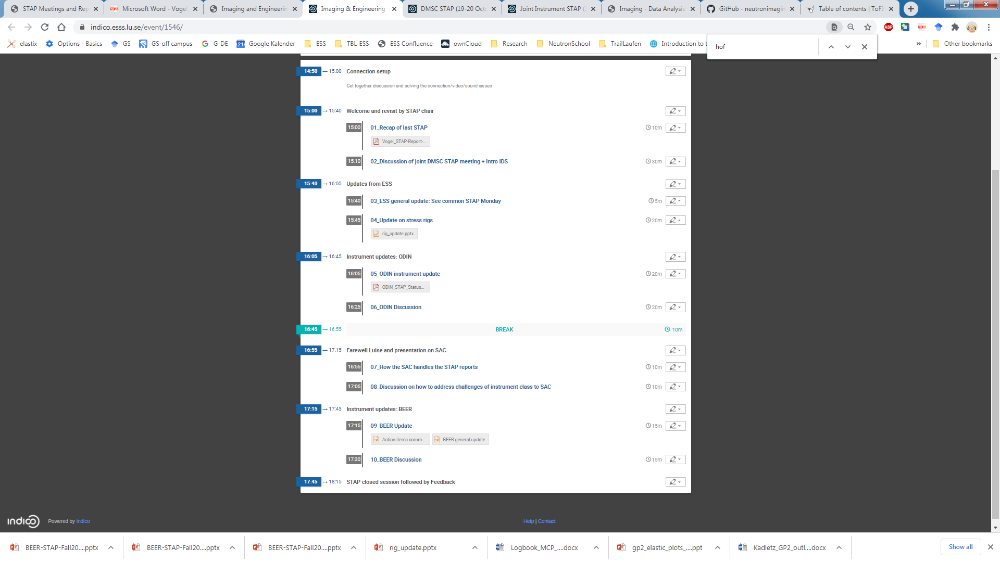 STAP Meetings and Rep
Microsoft Word - Vogel
Imaging and Engineerin
Imaging & Engineering
DMSC STAP (19-20 Octo
Joint Instrument STAP (
Imaging - Data Analysis
GitHub - neutronimagin
Table of contents | ToFI
indico.esss.lu.se/event/1546/
elastix
Options - Basics
GS
GS-off campus
G-DE
Google Kalender
ESS
TBL-ESS
ESS Confluence
ownCloud
Research
NeutronSchool
TrailLaufen
Introduction to t
Other bookmarks
hof
14:50 → 15:00 Connection setup
Get together discussion and solving the connection/video/sound issues
15:00 → 15:40 Welcome and revisit by STAP chair
15:00 01_Recap of last STAP 10m
Vogel_STAP-Report-...
15:10 02_Discussion of joint DMSC STAP meeting + Intro IDS 30m
15:40 → 16:05 Updates from ESS
15:40 03_ESS general update: See common STAP Monday 5m
15:45 04_Update on stress rigs 20m
rig_update.pptx
16:05 → 16:45 Instrument updates: ODIN
16:05 05_ODIN instrument update 20m
ODIN_STAP_Status...
16:25 06_ODIN Discussion 20m
16:45 → 16:55 BREAK 10m
16:55 → 17:15 Farewell Luise and presentation on SAC
16:55 07_How the SAC handles the STAP reports 10m
17:05 08_Discussion on how to address challenges of instrument class to SAC 10m
17:15 → 17:45 Instrument updates: BEER
17:15 09_BEER Update 15m
Action items comm... BEER general update
17:30 10_BEER Discussion 15m
17:45 → 18:15 STAP closed session followed by Feedback
indico Powered by Indico
Help | Contact
BEER-STAP-Fall20....pptx
BEER-STAP-Fall20....pptx
BEER-STAP-Fall20....pptx
rig_update.pptx
Logbook_MCP_....docx
gp2_elastic_plots_....ppt
Kadletz_GP2_outl....docx
Show all